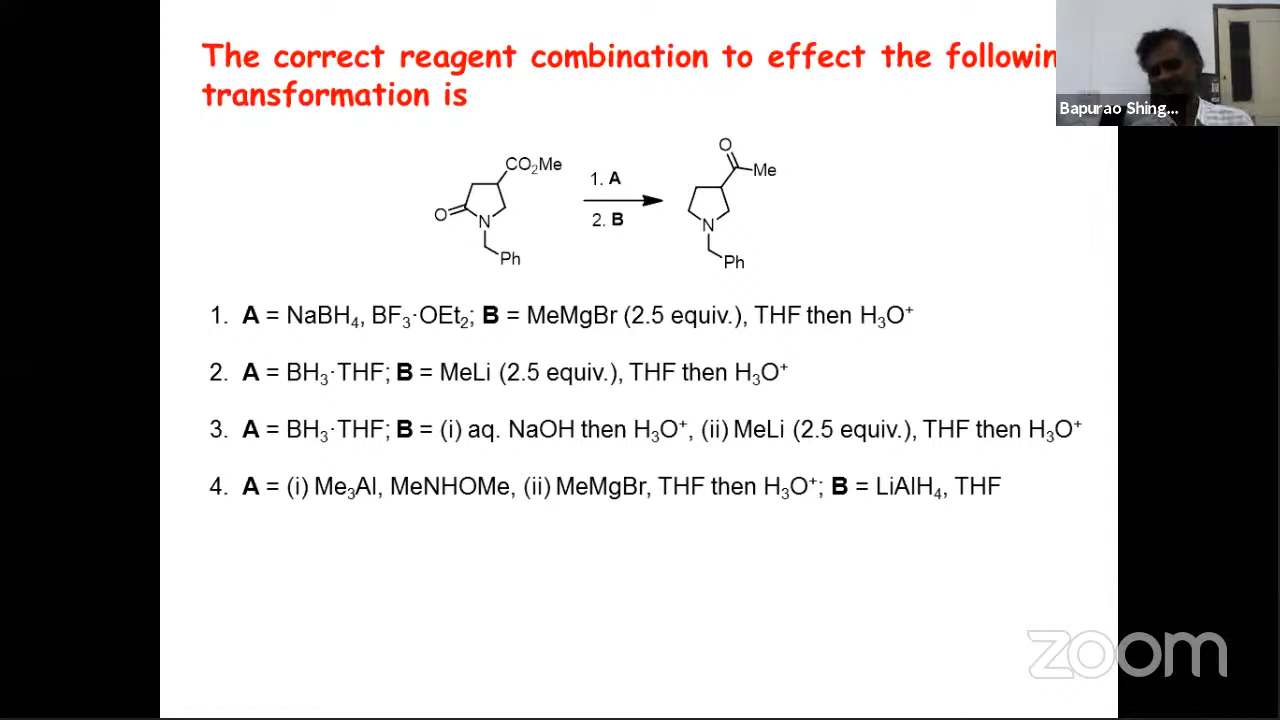 The correct reagent combination to effect the followin
transformation is
Bapurao Shing...
CO₂Me
O
N
Ph
1. A
2. B
O
Me
N
Ph
1. A = NaBH₄, BF₃·OEt₂; B = MeMgBr (2.5 equiv.), THF then H₃O⁺
2. A = BH₃·THF; B = MeLi (2.5 equiv.), THF then H₃O⁺
3. A = BH₃·THF; B = (i) aq. NaOH then H₃O⁺, (ii) MeLi (2.5 equiv.), THF then H₃O⁺
4. A = (i) Me₃Al, MeNHOMe, (ii) MeMgBr, THF then H₃O⁺; B = LiAlH₄, THF
zoom